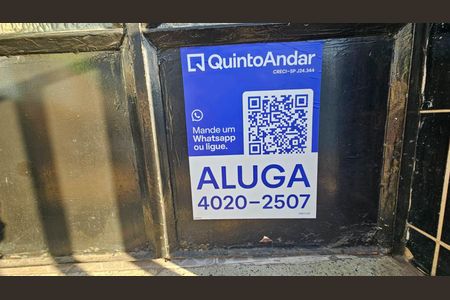 QuintoAndar
CRECI-SP J24.344
Mande um
Whatsapp
ou ligue.
ALUGA
4020-2507